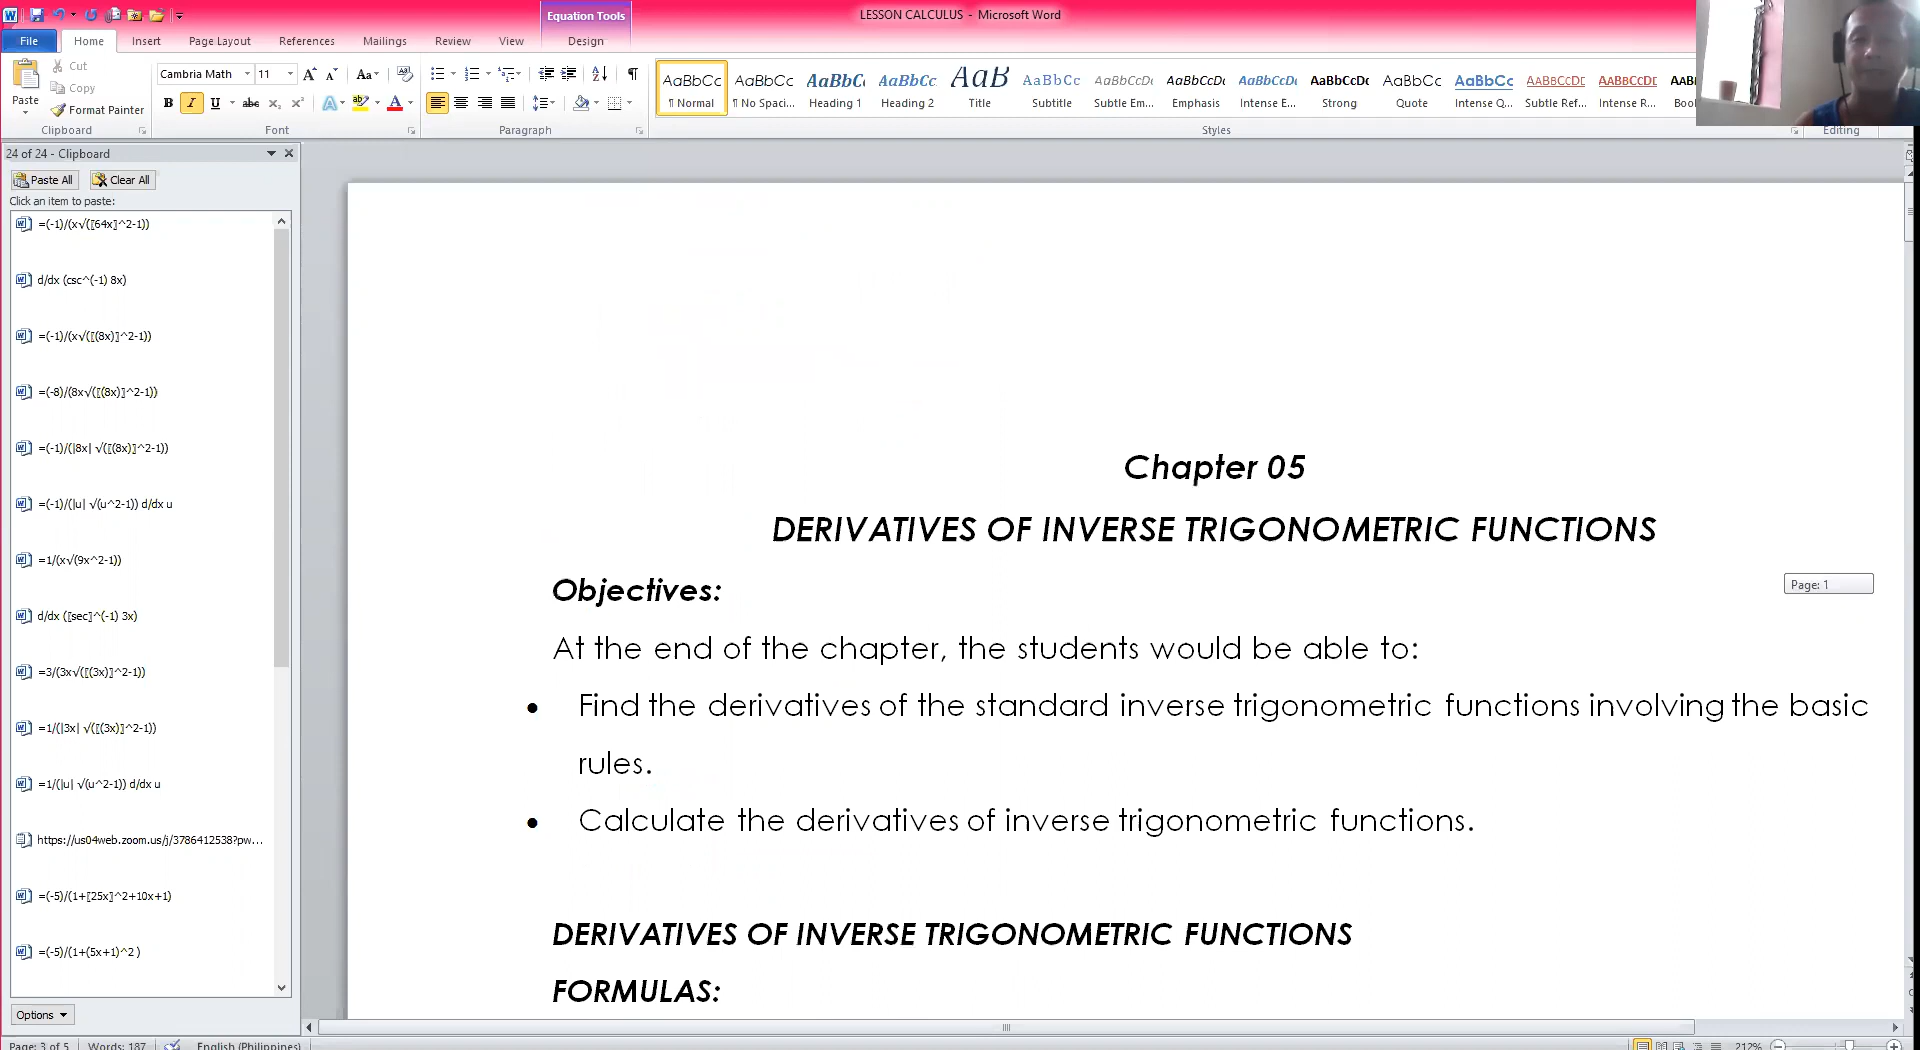 LESSON CALCULUS - Microsoft Word
Equation Tools
File Home Insert Page Layout References Mailings Review View Design
Paste
Cut
Copy
Format Painter
Clipboard
Cambria Math 11
Font
Paragraph
AaBbCc AaBbCc AaBbCc AaBbCc AaB AaBbCc AaBbCcDc AaBbCcDc AaBbCcDc AaBbCcDc AaBbCcDc AaBbCcDc AABBCCDD AABBCCDD
¶ Normal ¶ No Spaci... Heading 1 Heading 2 Title Subtitle Subtle Em... Emphasis Intense E... Strong Quote Intense Q... Subtle Ref... Intense R...
Styles
Editing
24 of 24 - Clipboard
Paste All Clear All
Click an item to paste:
=(-1)/(x√(〖64x〗^2-1))
d/dx (csc^(-1) 8x)
=(-1)/(x√(〖(8x)〗^2-1))
=(-8)/(8x√(〖(8x)〗^2-1))
=(-1)/(|8x| √(〖(8x)〗^2-1))
=(-1)/(|u| √(u^2-1)) d/dx u
=1/(x√(9x^2-1))
d/dx (〖sec〗^(-1) 3x)
=3/(3x√(〖(3x)〗^2-1))
=1/(|3x| √(〖(3x)〗^2-1))
=1/(|u| √(u^2-1)) d/dx u
https://us04web.zoom.us/j/3786412538?pw...
=(-5)/(1+〖25x〗^2+10x+1)
=(-5)/(1+(5x+1)^2 )
Options
Chapter 05
DERIVATIVES OF INVERSE TRIGONOMETRIC FUNCTIONS
Objectives:
Page: 1
At the end of the chapter, the students would be able to:
• Find the derivatives of the standard inverse trigonometric functions involving the basic
rules.
• Calculate the derivatives of inverse trigonometric functions.
DERIVATIVES OF INVERSE TRIGONOMETRIC FUNCTIONS
FORMULAS:
Page: 3 of 5 Words: 187 English (Philippines) 212%